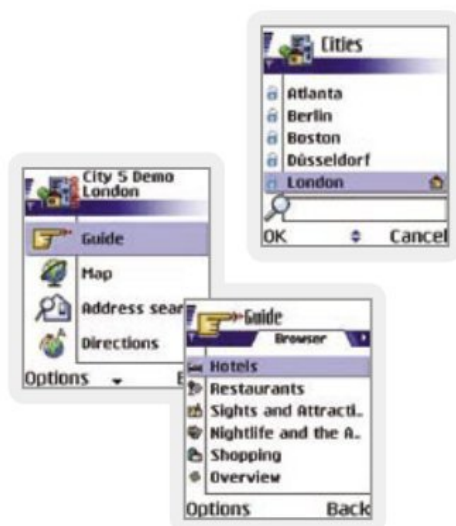 Cities
Atlanta
Berlin
Boston
Düsseldorf
London
OK
Cancel
City 5 Demo
London
Guide
Map
Address sear
Directions
Options
Guide
Browser
Hotels
Restaurants
Sights and Attracti..
Nightlife and the A..
Shopping
Overview
Options
Back